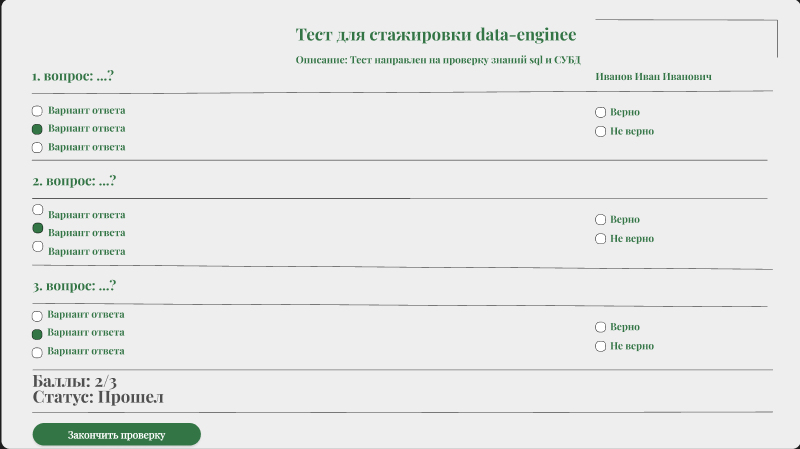 Тест для стажировки data-enginee
Описание: Тест направлен на проверку знаний sql и СУБД
Иванов Иван Иванович
1. вопрос: ...?
Вариант ответа
Вариант ответа
Вариант ответа
Верно
Не верно
2. вопрос: ...?
Вариант ответа
Вариант ответа
Вариант ответа
Верно
Не верно
3. вопрос: ...?
Вариант ответа
Вариант ответа
Вариант ответа
Верно
Не верно
Баллы: 2/3
Статус: Прошел
Закончить проверку